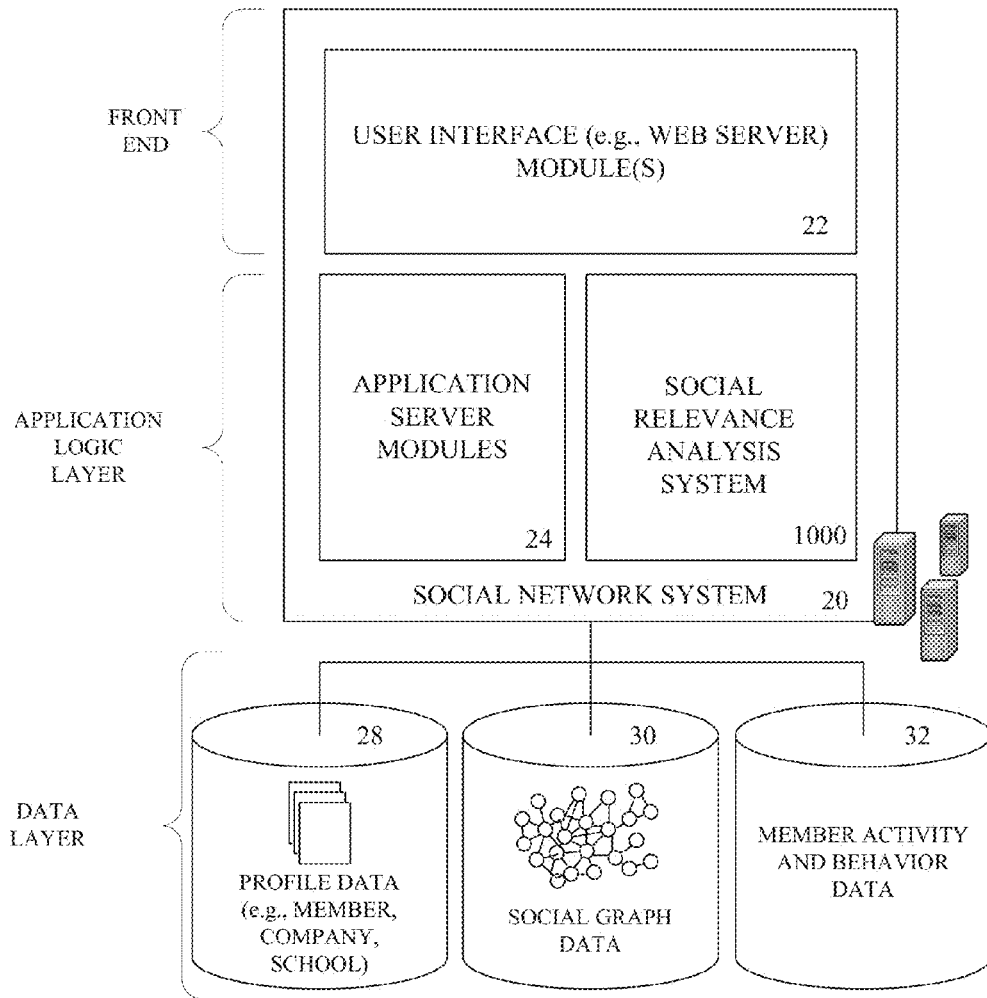 FRONT
END
USER INTERFACE (e.g., WEB SERVER)
MODULE(S)
22
APPLICATION
LOGIC
LAYER
APPLICATION
SERVER
MODULES
24
SOCIAL
RELEVANCE
ANALYSIS
SYSTEM
1000
SOCIAL NETWORK SYSTEM 20
DATA
LAYER
28
PROFILE DATA
(e.g., MEMBER,
COMPANY,
SCHOOL)
30
SOCIAL GRAPH
DATA
32
MEMBER ACTIVITY
AND BEHAVIOR
DATA